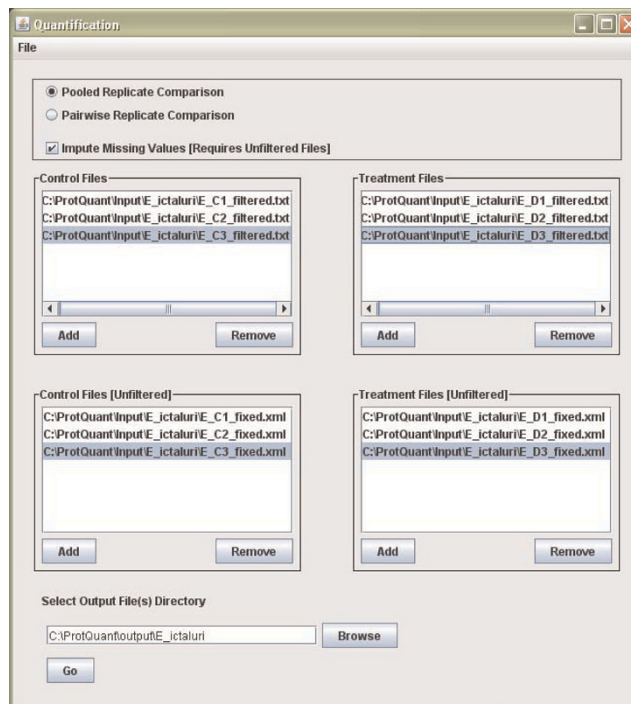 Quantification
File
Pooled Replicate Comparison
Pairwise Replicate Comparison
Impute Missing Values [Requires Unfiltered Files]
Control Files
C:\ProtQuant\Input\E_ictaluri\E_C1_filtered.txt
C:\ProtQuant\Input\E_ictaluri\E_C2_filtered.txt
C:\ProtQuant\Input\E_ictaluri\E_C3_filtered.txt
Add
Remove
Treatment Files
C:\ProtQuant\Input\E_ictaluri\E_D1_filtered.txt
C:\ProtQuant\Input\E_ictaluri\E_D2_filtered.txt
C:\ProtQuant\Input\E_ictaluri\E_D3_filtered.txt
Add
Remove
Control Files [Unfiltered]
C:\ProtQuant\Input\E_ictaluri\E_C1_fixed.xml
C:\ProtQuant\Input\E_ictaluri\E_C2_fixed.xml
C:\ProtQuant\Input\E_ictaluri\E_C3_fixed.xml
Add
Remove
Treatment Files [Unfiltered]
C:\ProtQuant\Input\E_ictaluri\E_D1_fixed.xml
C:\ProtQuant\Input\E_ictaluri\E_D2_fixed.xml
C:\ProtQuant\Input\E_ictaluri\E_D3_fixed.xml
Add
Remove
Select Output File(s) Directory
C:\ProtQuant\output\E_ictaluri
Browse
Go